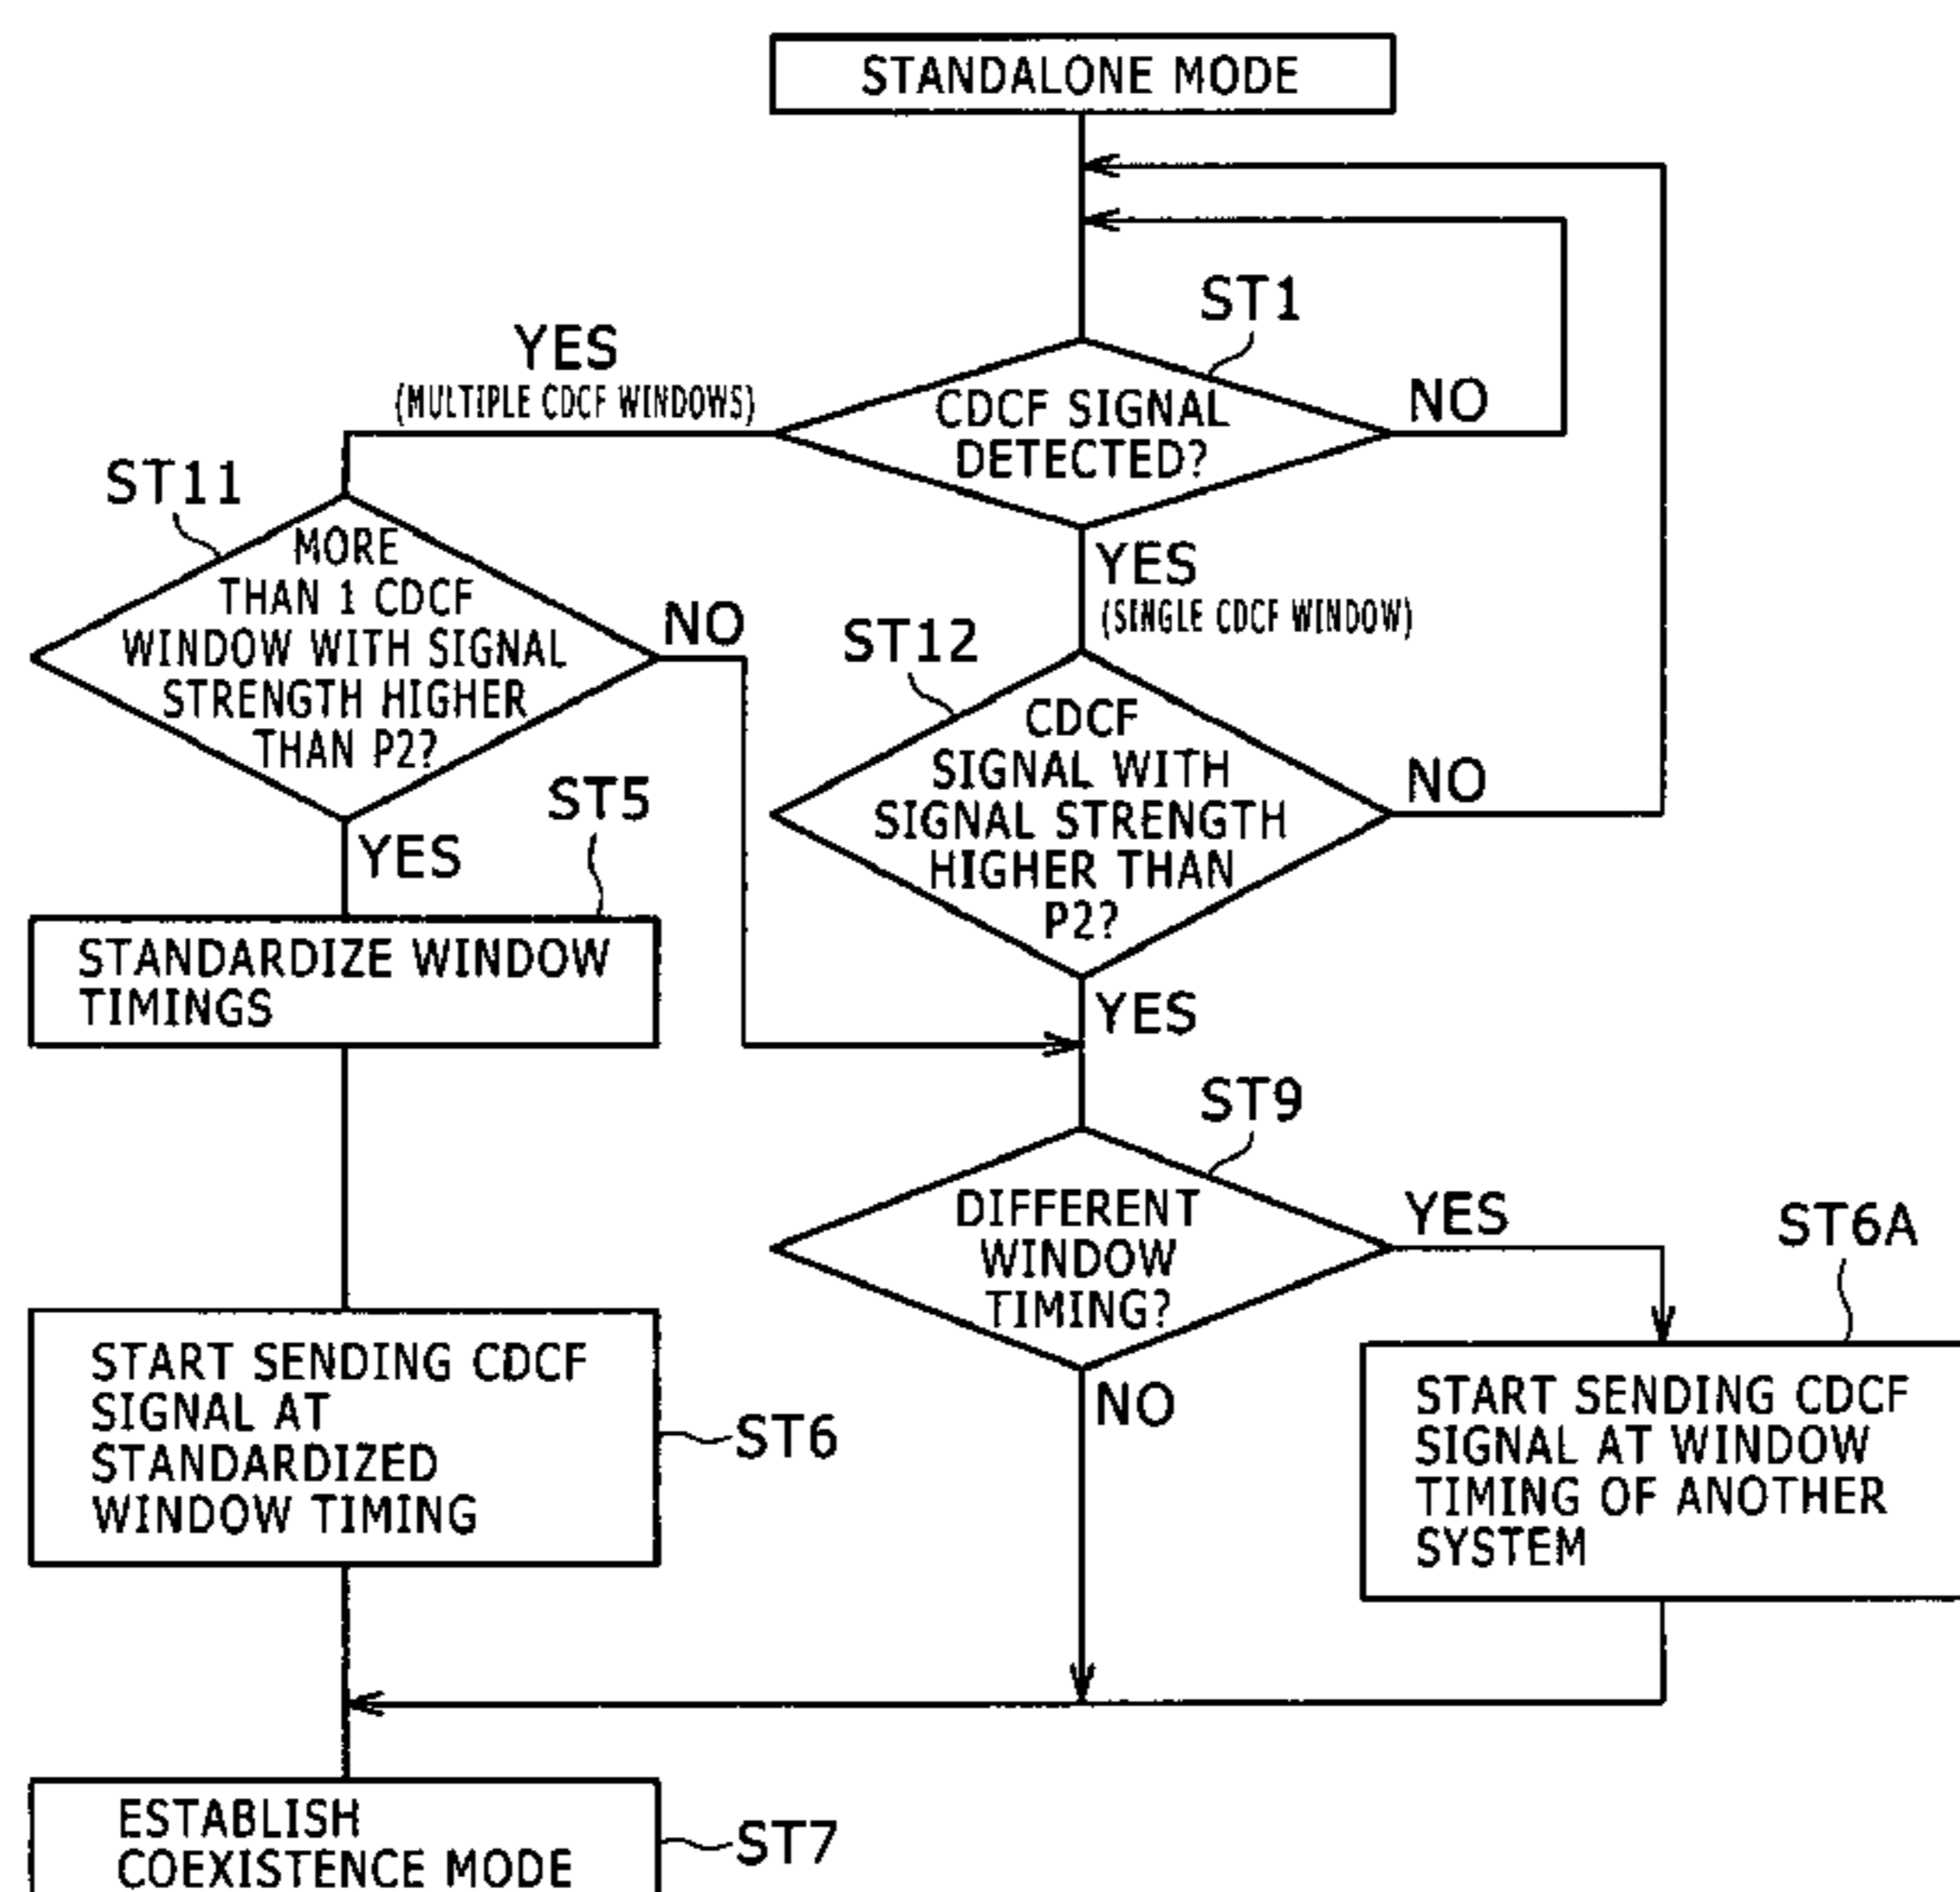 STANDALONE MODE
ST1
YES
(MULTIPLE CDCF WINDOWS)
CDCF SIGNAL
DETECTED?
NO
ST11
MORE
THAN 1 CDCF
WINDOW WITH SIGNAL
STRENGTH HIGHER
THAN P2?
NO
YES
(SINGLE CDCF WINDOW)
ST12
CDCF
SIGNAL WITH
SIGNAL STRENGTH
HIGHER THAN
P2?
NO
YES
ST5
STANDARDIZE WINDOW
TIMINGS
YES
ST9
DIFFERENT
WINDOW
TIMING?
YES
ST6A
NO
START SENDING CDCF
SIGNAL AT
STANDARDIZED
WINDOW TIMING
ST6
START SENDING CDCF
SIGNAL AT WINDOW
TIMING OF ANOTHER
SYSTEM
ESTABLISH
COEXISTENCE MODE
ST7